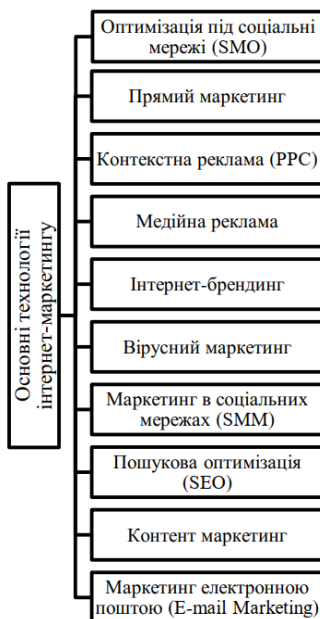 Основні технології
інтернет-маркетингу
Оптимізація під соціальні
мережі (SMO)
Прямий маркетинг
Контекстна реклама (PPC)
Медійна реклама
Інтернет-брендинг
Вірусний маркетинг
Маркетинг в соціальних
мережах (SMM)
Пошукова оптимізація
(SEO)
Контент маркетинг
Маркетинг електронною
поштою (E-mail Marketing)